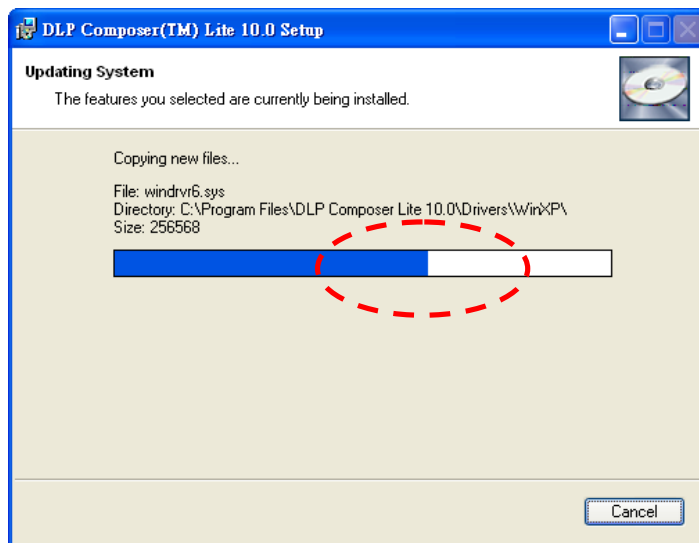 DLP Composer(TM) Lite 10.0 Setup
Updating System
The features you selected are currently being installed.
Copying new files...
File: windrvr6.sys
Directory: C:\Program Files\DLP Composer Lite 10.0\Drivers\WinXP\
Size: 256568
Cancel